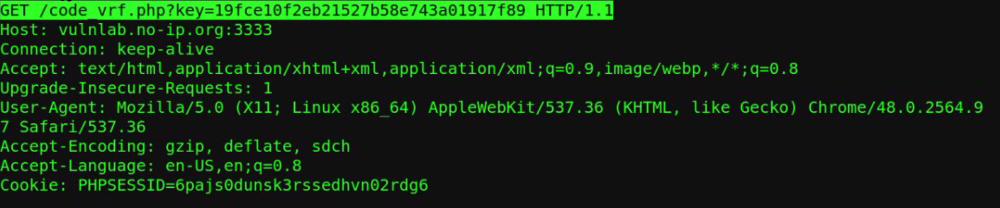 GET /code_vrf.php?key=19fce10f2eb21527b58e743a01917f89 HTTP/1.1
Host: vulnlab.no-ip.org:3333
Connection: keep-alive
Accept: text/html,application/xhtml+xml,application/xml;q=0.9,image/webp,*/*;q=0.8
Upgrade-Insecure-Requests: 1
User-Agent: Mozilla/5.0 (X11; Linux x86_64) AppleWebKit/537.36 (KHTML, like Gecko) Chrome/48.0.2564.9
7 Safari/537.36
Accept-Encoding: gzip, deflate, sdch
Accept-Language: en-US,en;q=0.8
Cookie: PHPSESSID=6pajs0dunsk3rssedhvn02rdg6